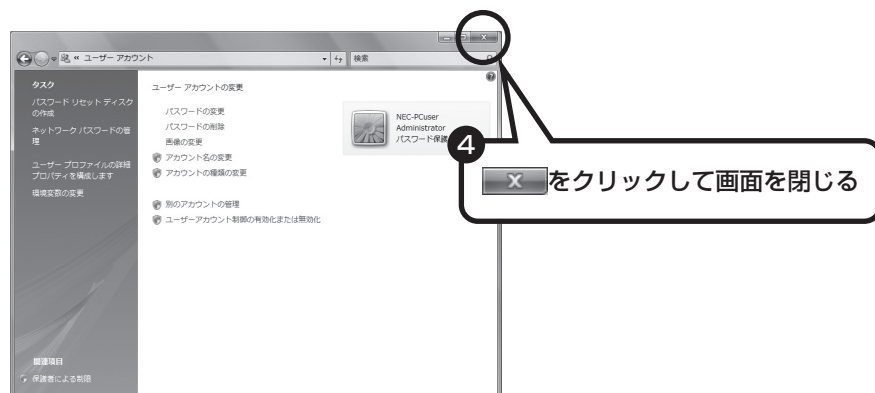 ユーザー アカウント
検索
タスク
パスワード リセット ディスク
の作成
ネットワーク パスワードの管
理
ユーザー プロファイルの詳細
プロパティを構成します
環境変数の変更
関連項目
保護者による制限
ユーザー アカウントの変更
パスワードの変更
パスワードの削除
画像の変更
アカウント名の変更
アカウントの種類の変更
別のアカウントの管理
ユーザーアカウント制御の有効化または無効化
NEC-PCuser
Administrator
パスワード保護
4
xをクリックして画面を閉じる